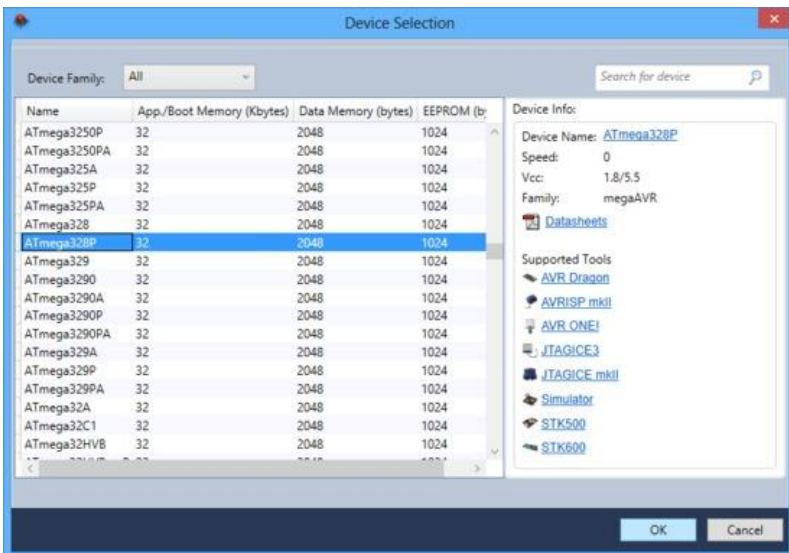 Device Selection
Device Family: All
Search for device
Name App./Boot Memory (Kbytes) Data Memory (bytes) EEPROM (by
ATmega3250P 32 2048 1024
ATmega3250PA 32 2048 1024
ATmega325A 32 2048 1024
ATmega325P 32 2048 1024
ATmega325PA 32 2048 1024
ATmega328 32 2048 1024
ATmega328P 32 2048 1024
ATmega329 32 2048 1024
ATmega3290 32 2048 1024
ATmega3290A 32 2048 1024
ATmega3290P 32 2048 1024
ATmega3290PA 32 2048 1024
ATmega329A 32 2048 1024
ATmega329P 32 2048 1024
ATmega329PA 32 2048 1024
ATmega32A 32 2048 1024
ATmega32C1 32 2048 1024
ATmega32HVB 32 2048 1024
Device Info:
Device Name: ATmega328P
Speed: 0
Vcc: 1.8/5.5
Family: megaAVR
Datasheets
Supported Tools
AVR Dragon
AVRISP mkII
AVR ONE!
JTAGICE3
JTAGICE mkII
Simulator
STK500
STK600
OK Cancel